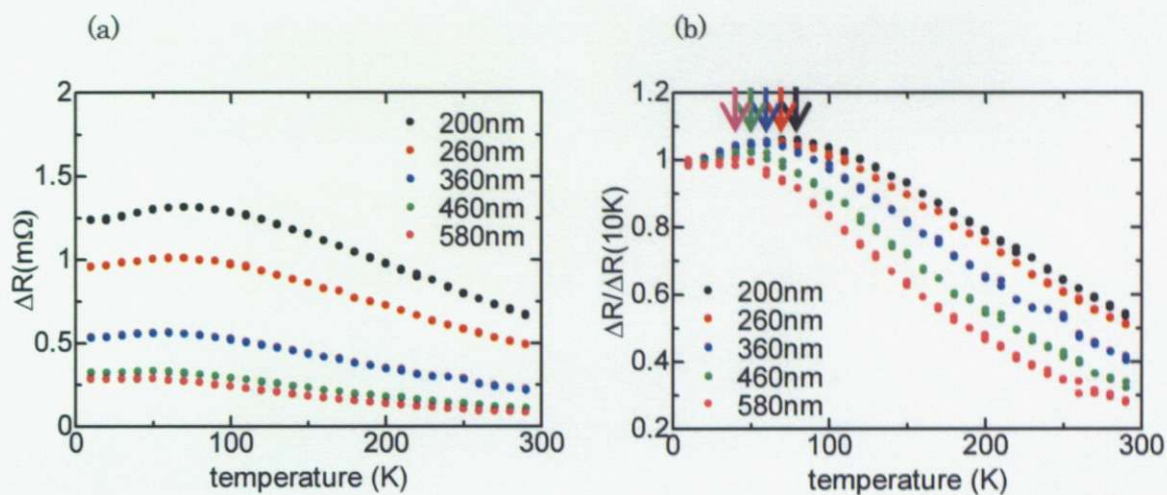 (a)
2
1.5
1
0.5
0
0
100
200
300
ΔR(mΩ)
temperature (K)
200nm
260nm
360nm
460nm
580nm
(b)
1.2
1
0.8
0.6
0.4
0.2
0
100
200
300
ΔR/ΔR(10K)
temperature (K)
200nm
260nm
360nm
460nm
580nm